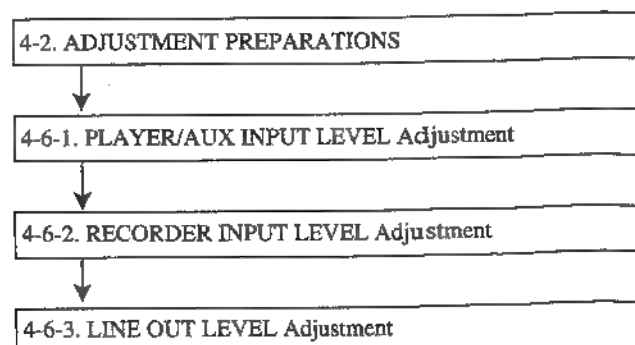 4-2. ADJUSTMENT PREPARATIONS
4-6-1. PLAYER/AUX INPUT LEVEL Adjustment
4-6-2. RECORDER INPUT LEVEL Adjustment
4-6-3. LINE OUT LEVEL Adjustment